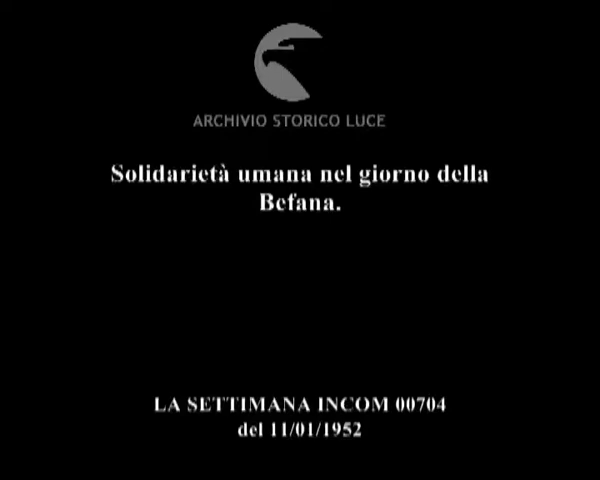 ARCHIVIO STORICO LUCE
Solidarietà umana nel giorno della
Befana.
LA SETTIMANA INCOM 00704
del 11/01/1952